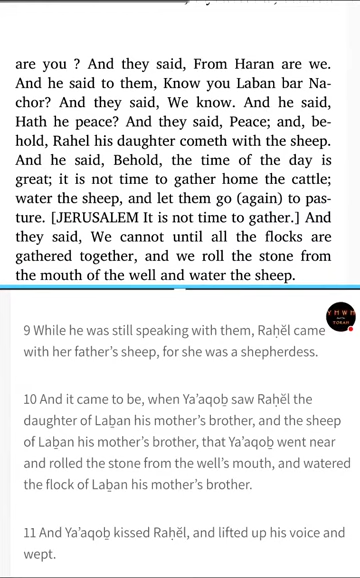 are you ? And they said, From Haran are we.
And he said to them, Know you Laban bar Na-
chor? And they said, We know. And he said,
Hath he peace? And they said, Peace; and, be-
hold, Rahel his daughter cometh with the sheep.
And he said, Behold, the time of the day is
great; it is not time to gather home the cattle;
water the sheep, and let them go (again) to pas-
ture. [JERUSALEM It is not time to gather.] And
they said, We cannot until all the flocks are
gathered together, and we roll the stone from
the mouth of the well and water the sheep.
9 While he was still speaking with them, Raḥĕl came
with her father’s sheep, for she was a shepherdess.
10 And it came to be, when Ya’aqoḇ saw Raḥĕl the
daughter of Laḇan his mother’s brother, and the sheep
of Laḇan his mother’s brother, that Ya’aqoḇ went near
and rolled the stone from the well’s mouth, and watered
the flock of Laḇan his mother’s brother.
11 And Ya’aqoḇ kissed Raḥĕl, and lifted up his voice and
wept.